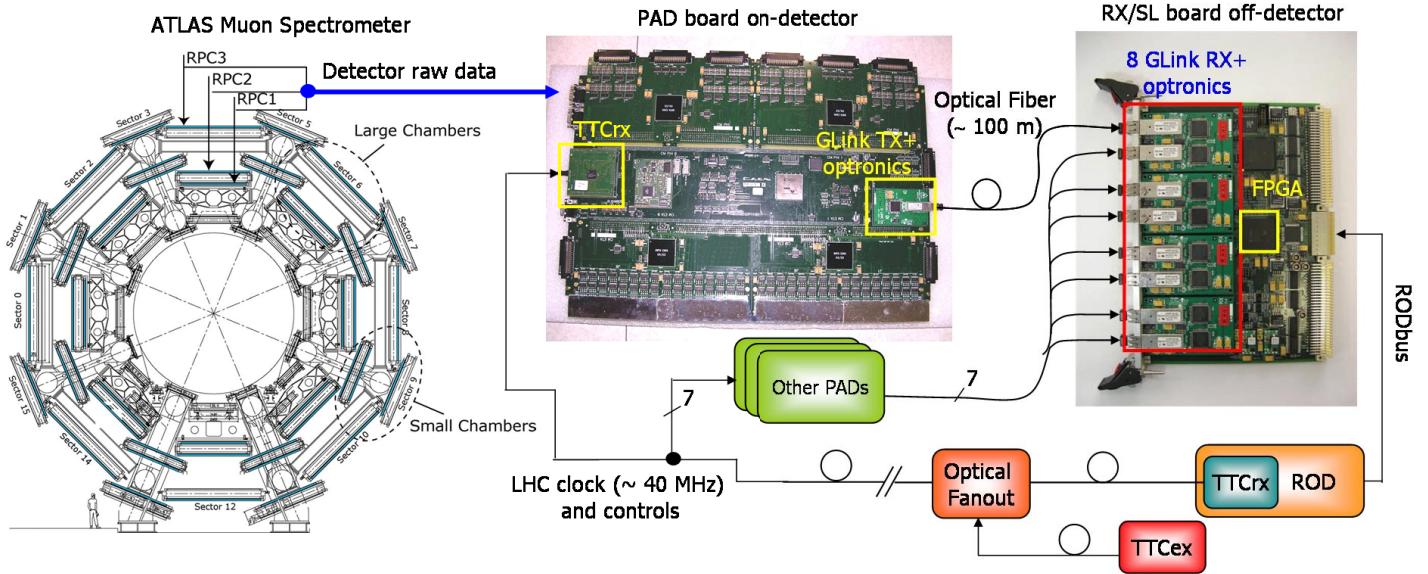 ATLAS Muon Spectrometer
PAD board on-detector
RX/SL board off-detector
RPC3
RPC2
RPC1
Detector raw data
8 GLink RX+
optronics
Optical Fiber
(~ 100 m)
TTCrx
GLink TX+
optronics
FPGA
Large Chambers
Small Chambers
Sector 3
Sector 5
Sector 2
Sector 6
Sector 1
Sector 7
Sector 0
Sector 8
Sector 15
Sector 9
Sector 14
Sector 10
Sector 12
RODbus
7
Other PADs
7
LHC clock (~ 40 MHz)
and controls
Optical
Fanout
TTCrx
ROD
TTCex